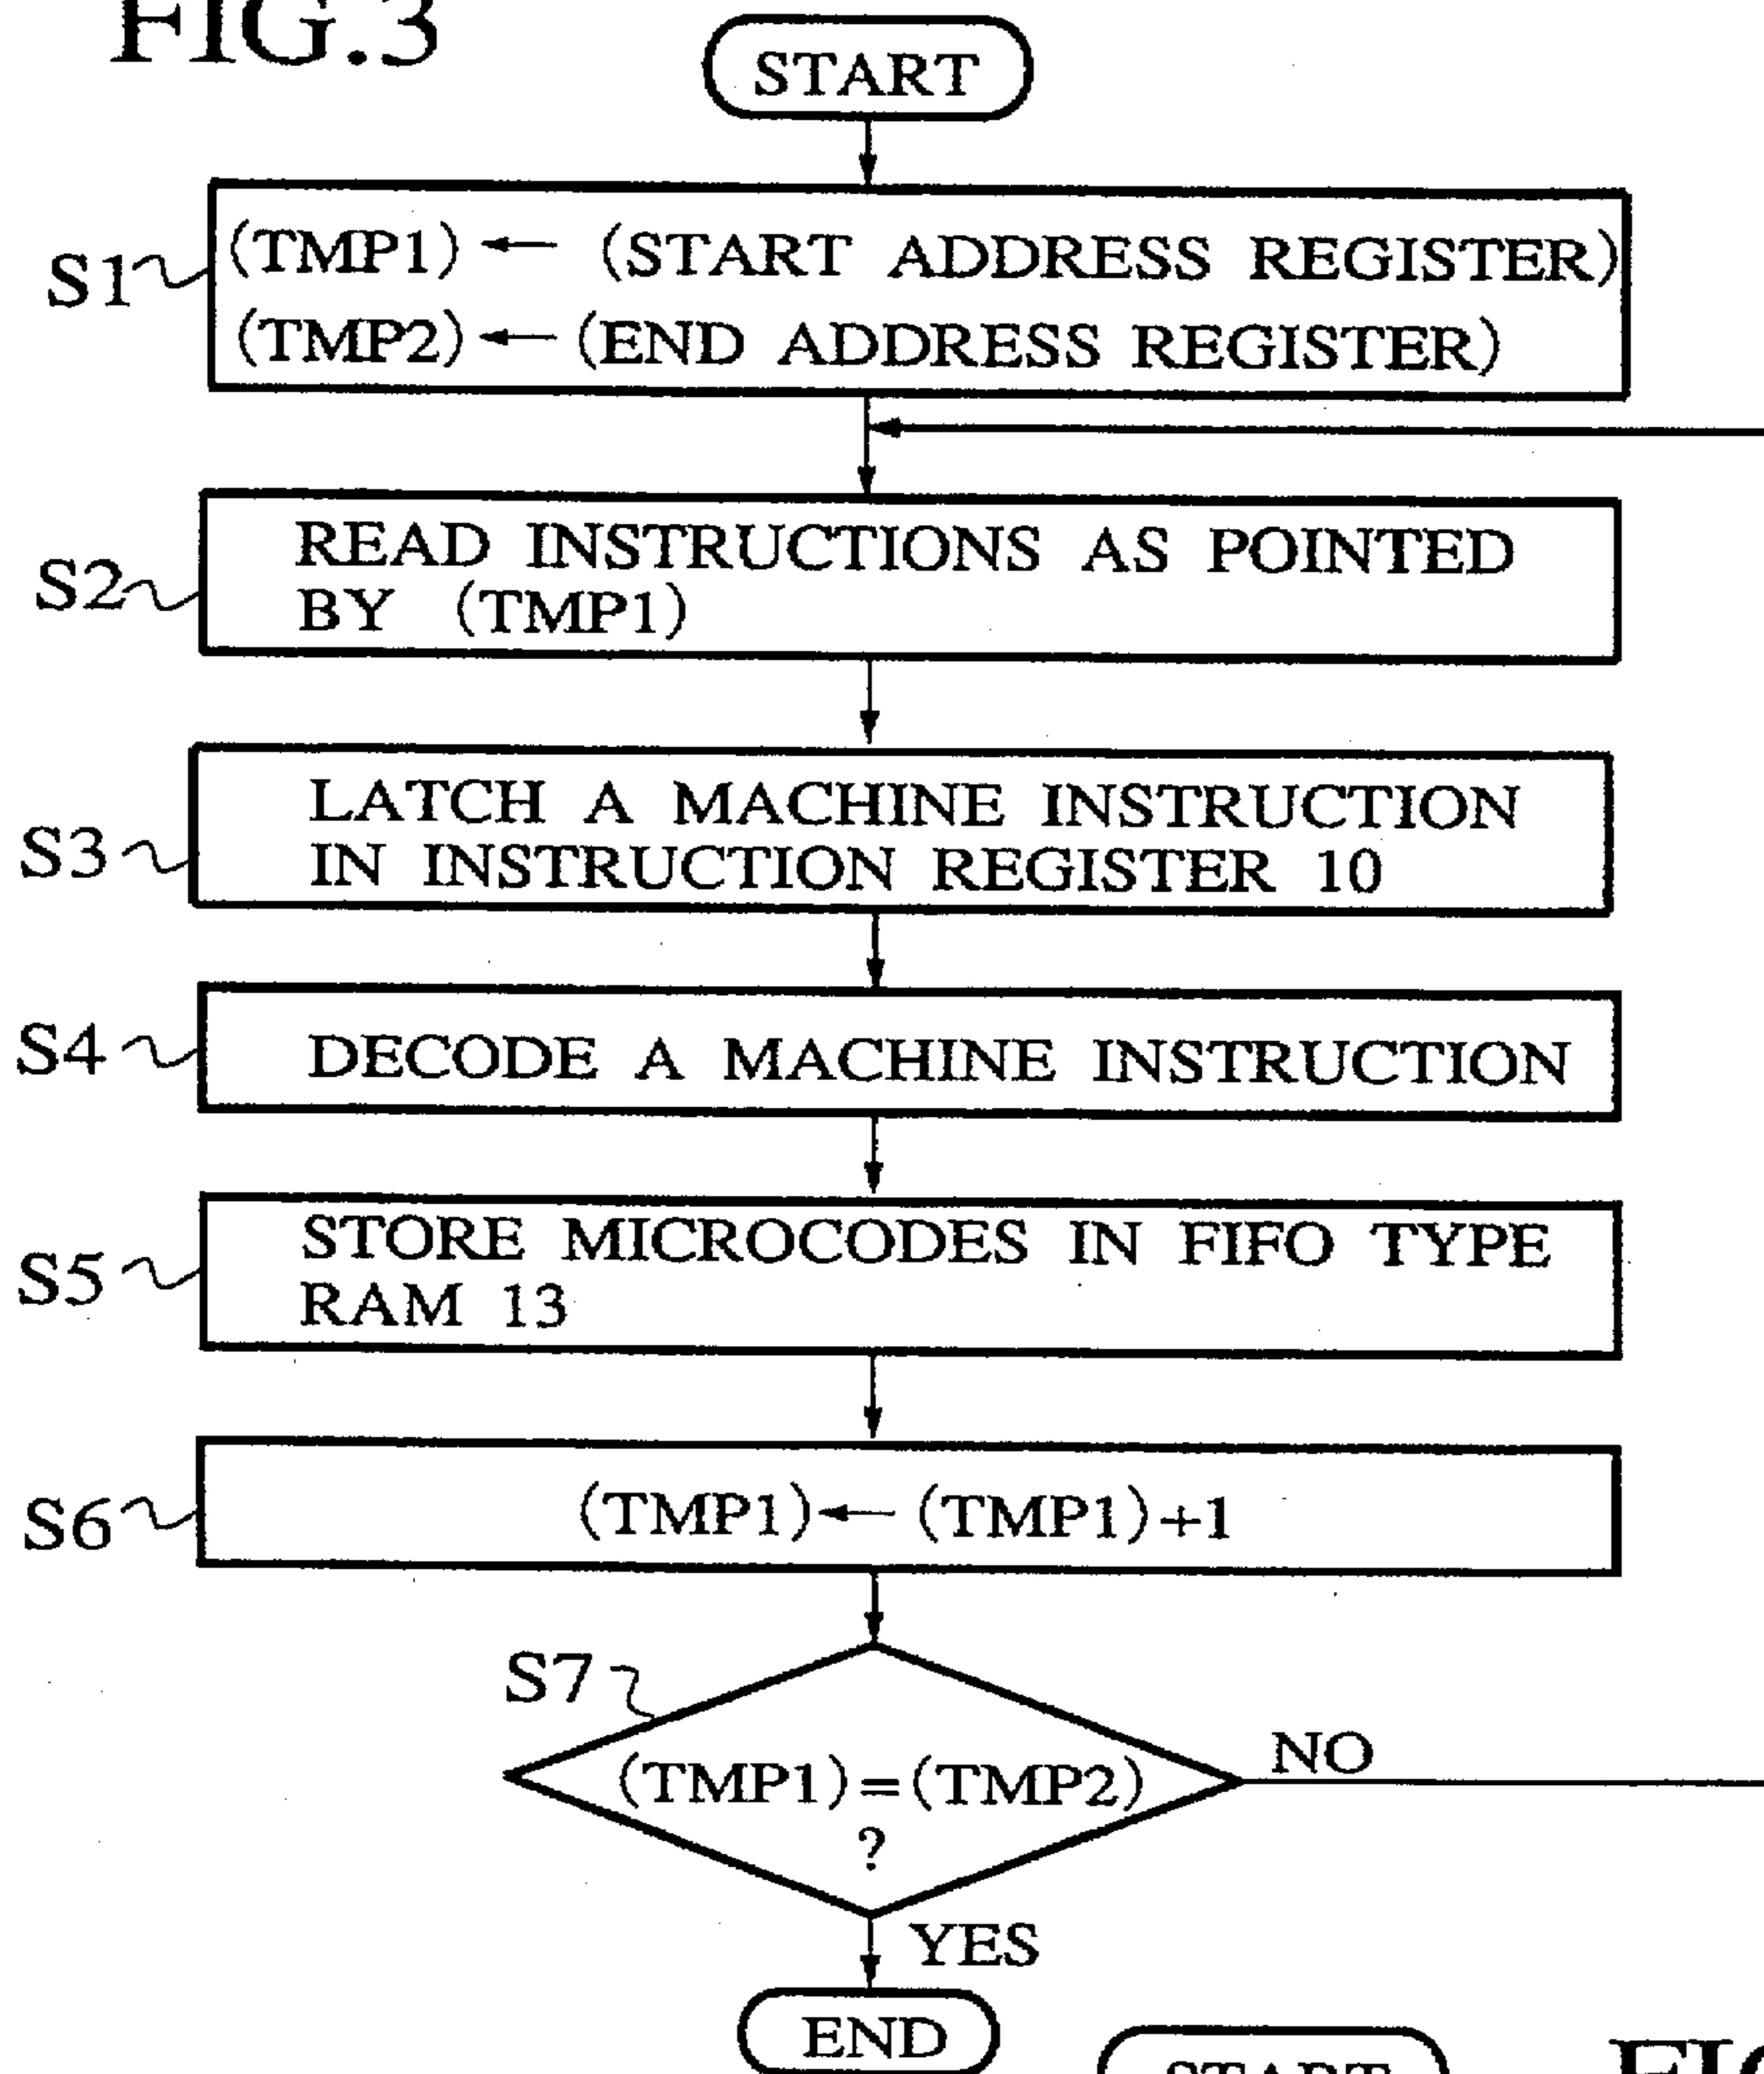 FIG.3
START
S1
(TMP1) ← (START ADDRESS REGISTER)
(TMP2) ← (END ADDRESS REGISTER)
S2
READ INSTRUCTIONS AS POINTED
BY (TMP1)
S3
LATCH A MACHINE INSTRUCTION
IN INSTRUCTION REGISTER 10
S4
DECODE A MACHINE INSTRUCTION
S5
STORE MICROCODES IN FIFO TYPE
RAM 13
S6
(TMP1) ← (TMP1)+1
S7
(TMP1)=(TMP2)
?
NO
YES
END
START